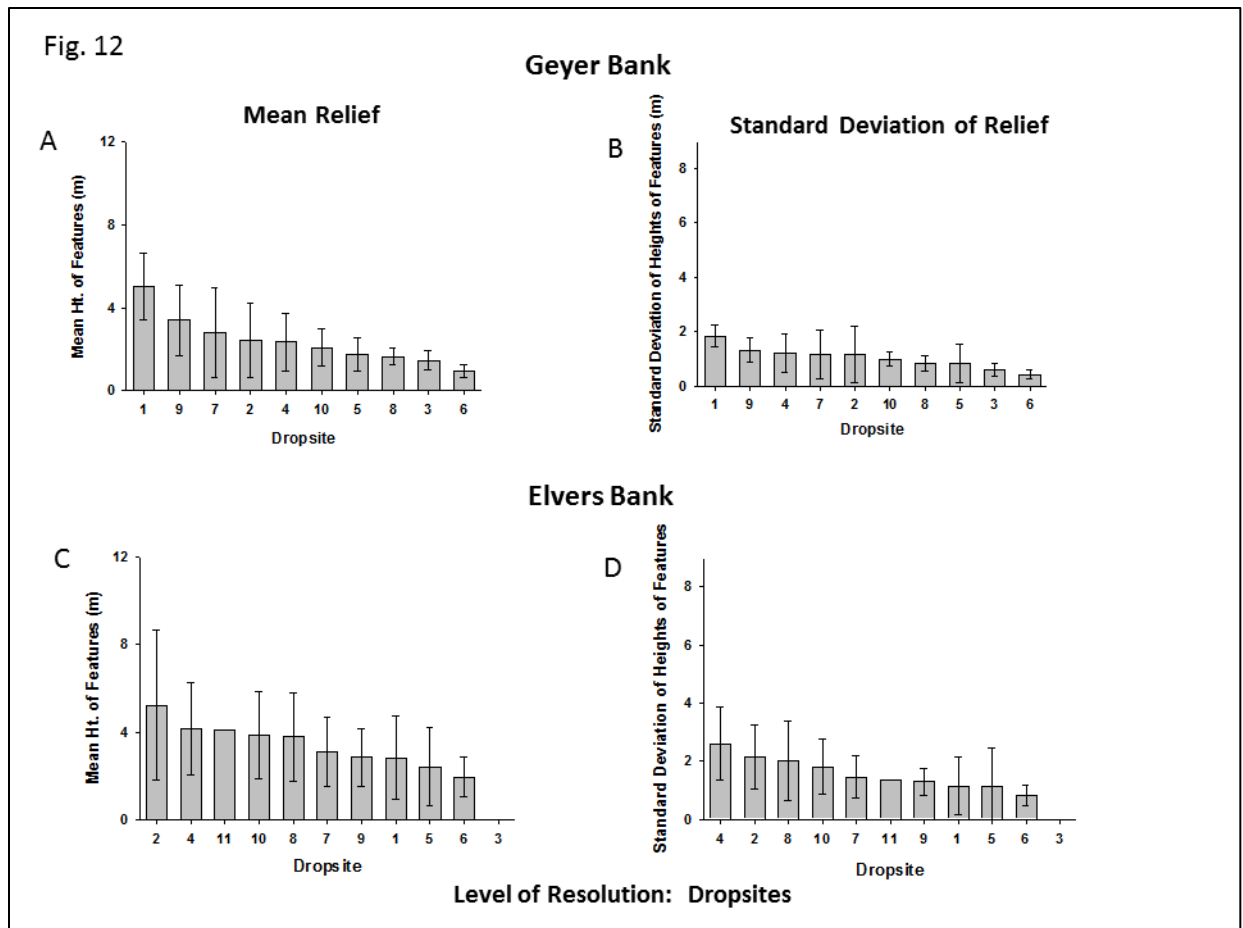 Fig. 12
Geyer Bank
Mean Relief
Standard Deviation of Relief
A
Mean Ht. of Features (m)
12
8
4
0
1 9 7 2 4 10 5 8 3 6
Dropsite
B
Standard Deviation of Heights of Features (m)
8
6
4
2
0
1 9 4 7 2 10 8 5 3 6
Dropsite
Elvers Bank
C
Mean Ht. of Features (m)
12
8
4
0
2 4 11 10 8 7 9 1 5 6 3
Dropsite
D
Standard Deviation of Heights of Features
8
6
4
2
0
4 2 8 10 7 11 9 1 5 6 3
Dropsite
Level of Resolution: Dropsites